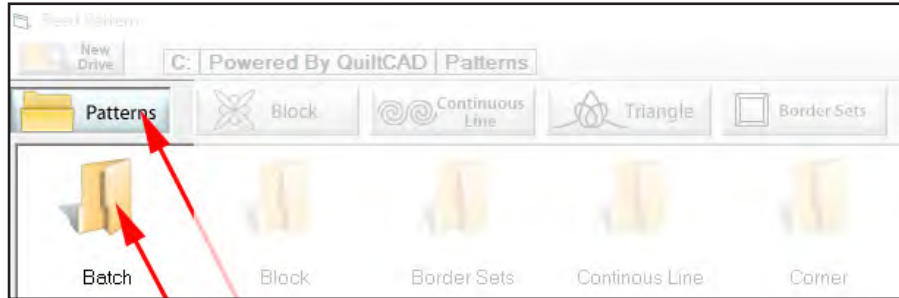 Read Pattern
New
Drive
C: | Powered By QuiltCAD | Patterns
Patterns
Block
Continuous
Line
Triangle
Border Sets
Batch
Block
Border Sets
Continous Line
Corner